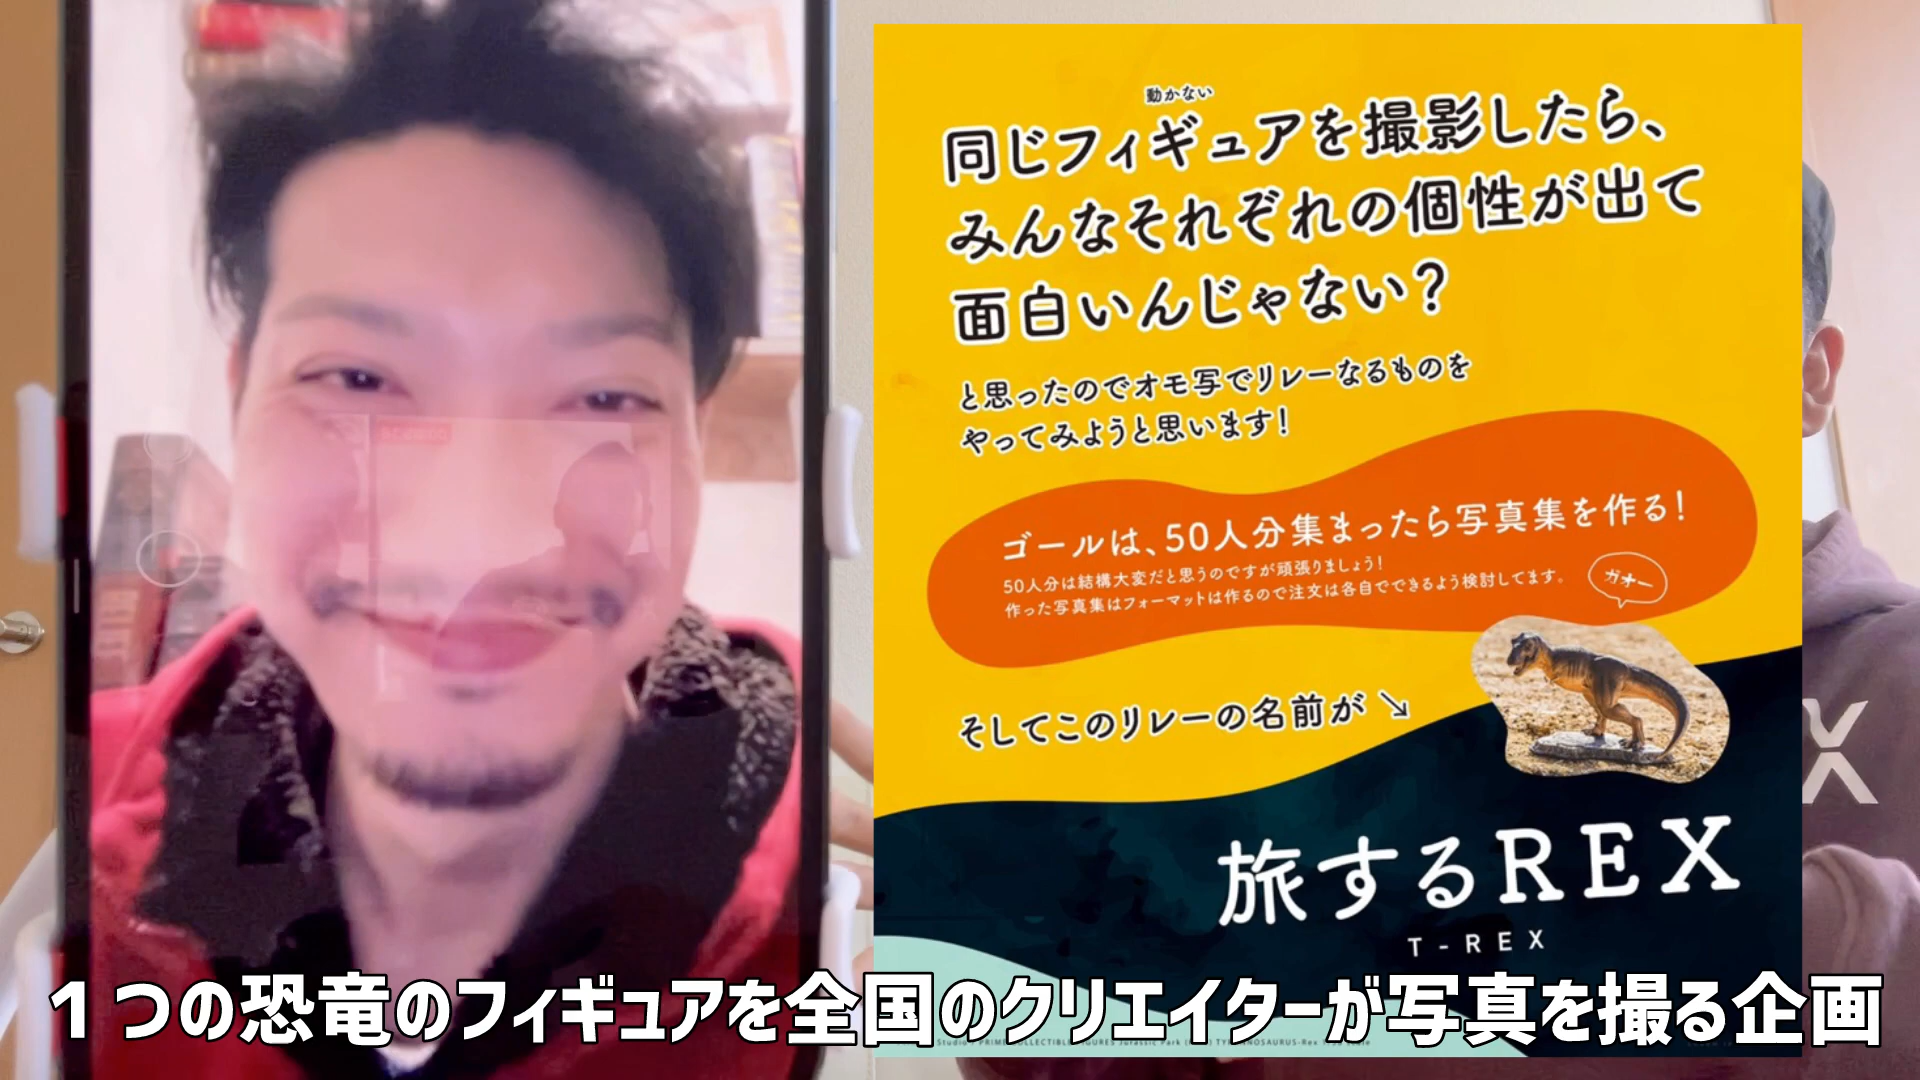 動かない
同じフィギュアを撮影したら、
みんなそれぞれの個性が出て
面白いんじゃない?
と思ったのでオモ写でリレーなるものを
やってみようと思います!
ゴールは、50人分集まったら写真集を作る!
50人分は結構大変だと思うのですが頑張りましょう!
作った写真集はフォーマットは作るので注文は各自でできるよう検討してます。
ガオー
そしてこのリレーの名前が↘
旅するREX
T-REX
X
1つの恐竜のフィギュアを全国のクリエイターが写真を撮る企画